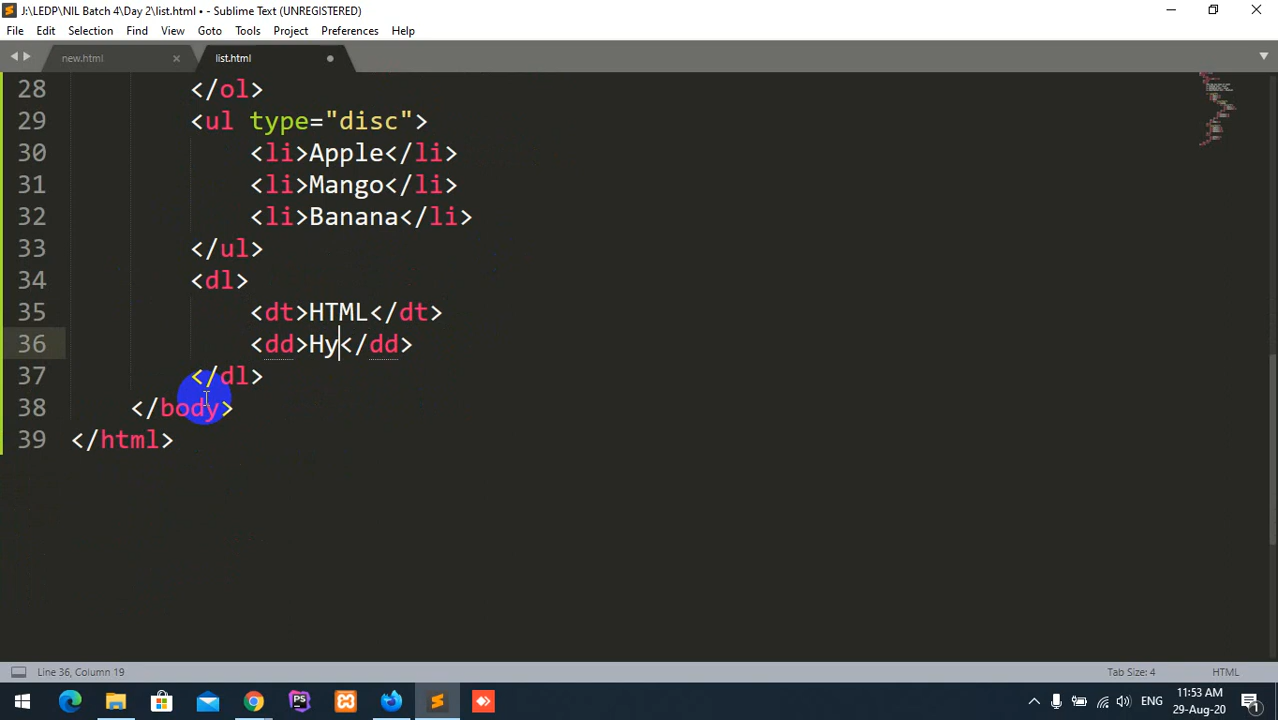 J:\LEDP\NIL Batch 4\Day 2\list.html • - Sublime Text (UNREGISTERED)
File Edit Selection Find View Goto Tools Project Preferences Help
new.html list.html
28 </ol>
29 <ul type="disc">
30 <li>Apple</li>
31 <li>Mango</li>
32 <li>Banana</li>
33 </ul>
34 <dl>
35 <dt>HTML</dt>
36 <dd>Hy</dd>
37 </dl>
38 </body>
39 </html>
Line 36, Column 19 Tab Size: 4 HTML
PS
ENG
11:53 AM
29-Aug-20
1